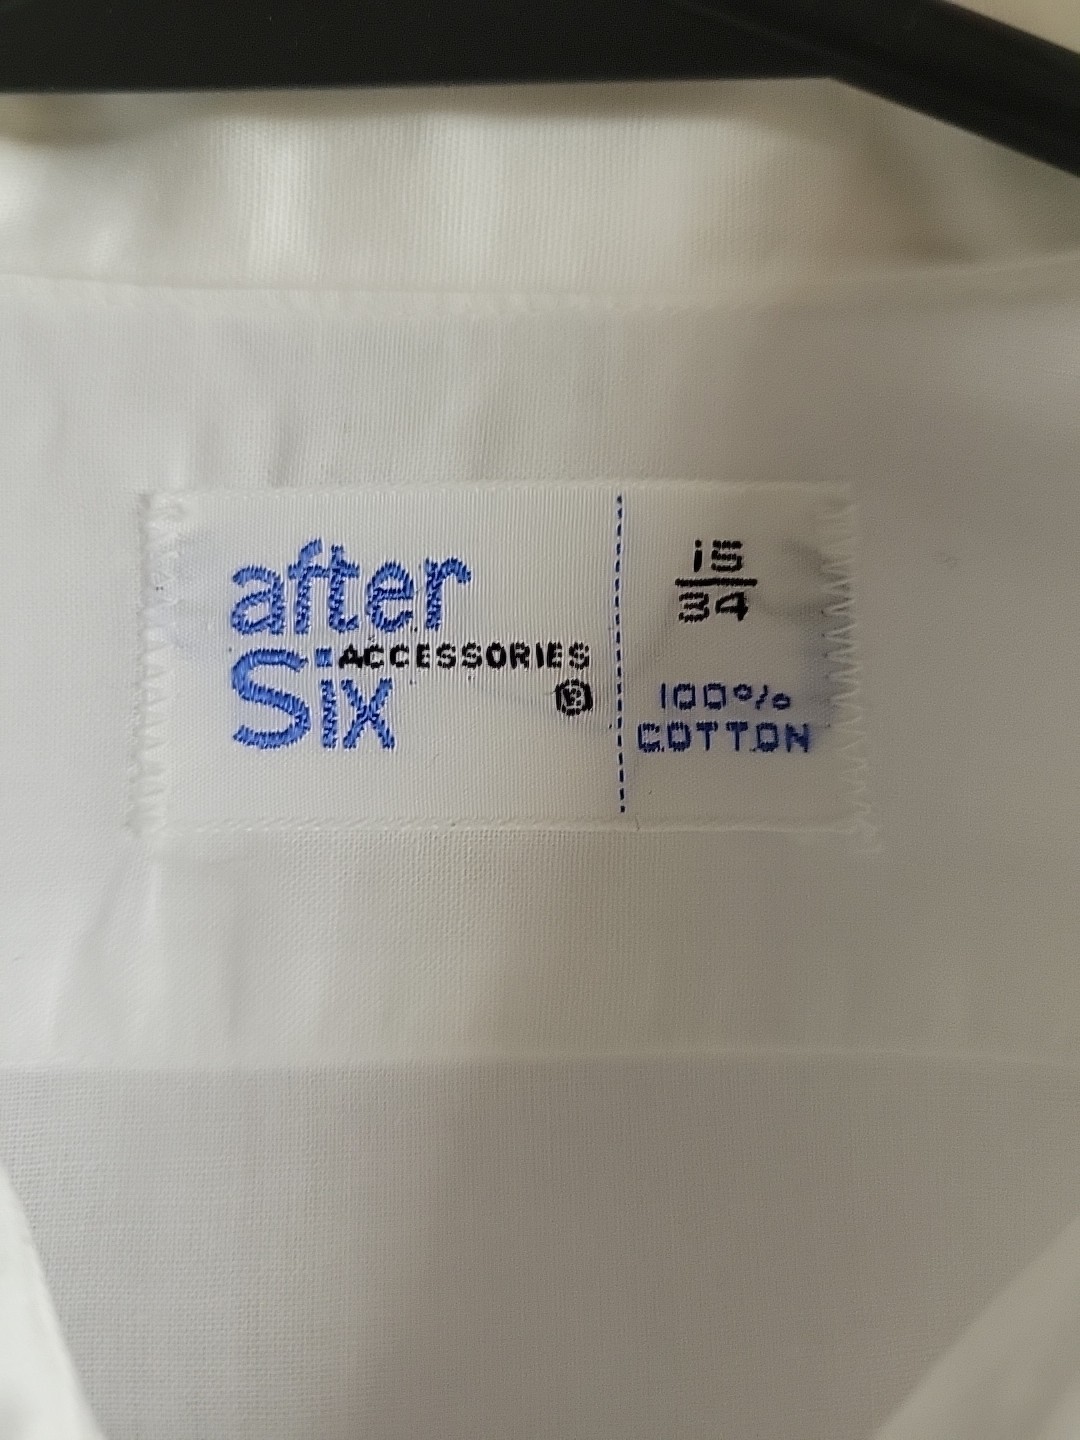 after
ACCESSORIES
Six ®
15
34
100%
COTTON